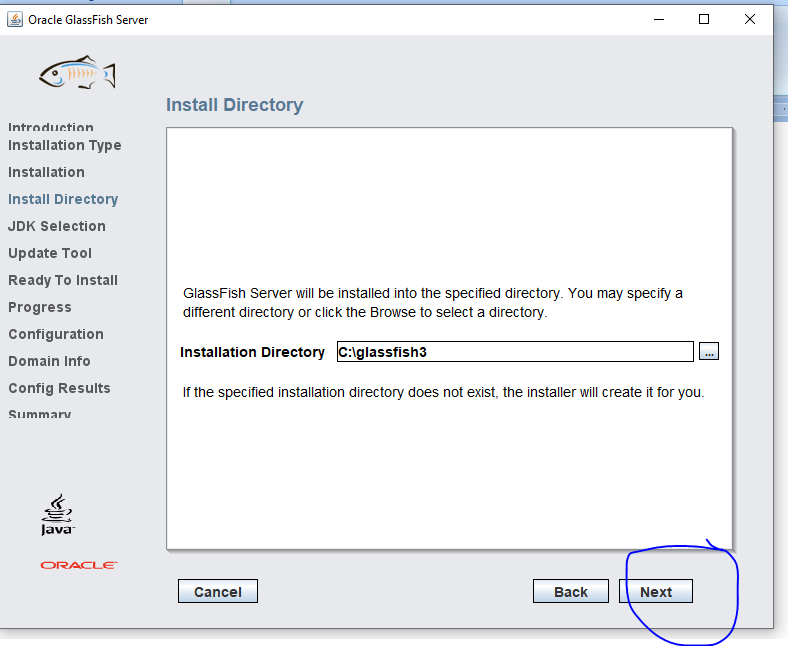 Oracle GlassFish Server
Install Directory
Introduction
Installation Type
Installation
Install Directory
JDK Selection
Update Tool
Ready To Install
Progress
Configuration
Domain Info
Config Results
Summary
GlassFish Server will be installed into the specified directory. You may specify a
different directory or click the Browse to select a directory.
Installation Directory C:\glassfish3 ...
If the specified installation directory does not exist, the installer will create it for you.
Java
ORACLE
Cancel Back Next